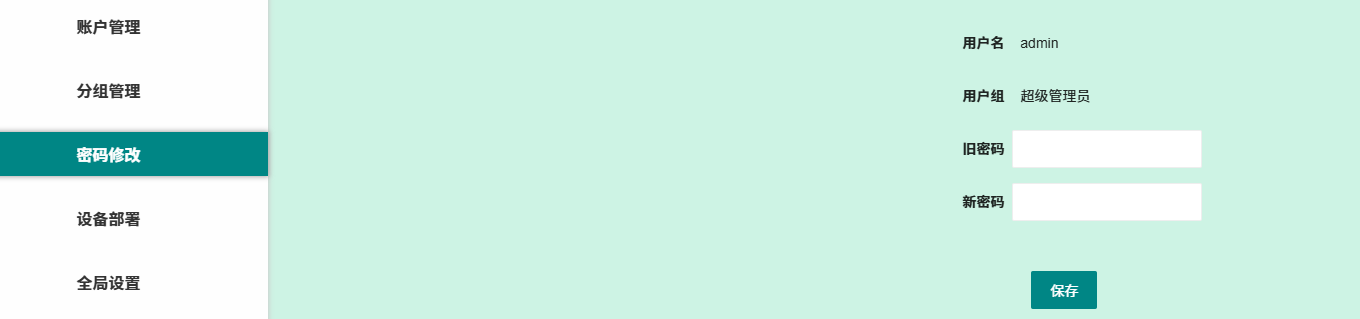 账户管理
分组管理
密码修改
设备部署
全局设置
用户名 admin
用户组 超级管理员
旧密码
新密码
保存